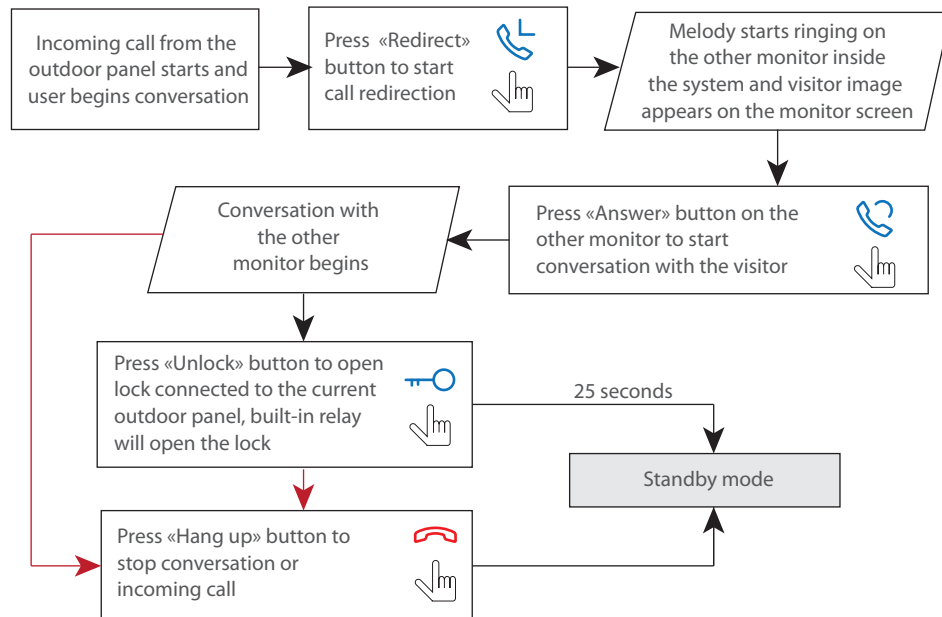 Incoming call from the
outdoor panel starts and
user begins conversation
Press «Redirect»
button to start
call redirection
Melody starts ringing on
the other monitor inside
the system and visitor image
appears on the monitor screen
Press «Answer» button on the
other monitor to start
conversation with the visitor
Conversation with
the other
monitor begins
Press «Unlock» button to open
lock connected to the current
outdoor panel, built-in relay
will open the lock
25 seconds
Standby mode
Press «Hang up» button to
stop conversation or
incoming call